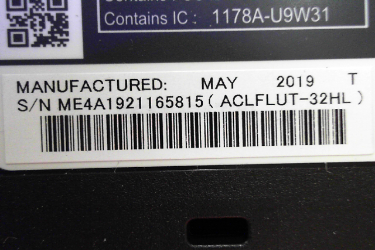 Contains IC : 1178A-U9W31
MANUFACTURED: MAY 2019 T
S/N ME4A1921165815 ( ACLFLUT-32HL )